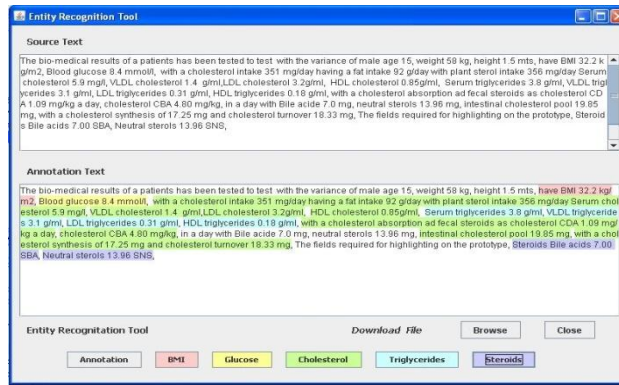 Entity Recognition Tool
Source Text
The bio-medical results of a patients has been tested to test with the variance of male age 15, weight 58 kg, height 1.5 mts, have BMI 32.2 k
g/m2, Blood glucose 8.4 mmol/l, with a cholesterol intake 351 mg/day having a fat intake 92 g/day with plant sterol intake 356 mg/day Serum
cholesterol 5.9 mg/l, VLDL cholesterol 1.4 g/ml,LDL cholesterol 3.2g/ml, HDL cholesterol 0.85g/ml, Serum triglycerides 3.8 g/ml, VLDL trigl
ycerides 3.1 g/ml, LDL triglycerides 0.31 g/ml, HDL triglycerides 0.18 g/ml, with a cholesterol absorption ad fecal steroids as cholesterol CD
A 1.09 mg/kg a day, cholesterol CBA 4.80 mg/kg, in a day with Bile acide 7.0 mg, neutral sterols 13.96 mg, intestinal cholesterol pool 19.85
mg, with a cholesterol synthesis of 17.25 mg and cholesterol turnover 18.33 mg, The fields required for highlighting on the prototype, Steroid
s Bile acids 7.00 SBA, Neutral sterols 13.96 SNS,
Annotation Text
The bio-medical results of a patients has been tested to test with the variance of male age 15, weight 58 kg, height 1.5 mts, have BMI 32.2 kg/
m2, Blood glucose 8.4 mmol/l, with a cholesterol intake 351 mg/day having a fat intake 92 g/day with plant sterol intake 356 mg/day Serum chol
esterol 5.9 mg/l, VLDL cholesterol 1.4 g/ml,LDL cholesterol 3.2g/ml, HDL cholesterol 0.85g/ml, Serum triglycerides 3.8 g/ml, VLDL triglyceride
s 3.1 g/ml, LDL triglycerides 0.31 g/ml, HDL triglycerides 0.18 g/ml, with a cholesterol absorption ad fecal steroids as cholesterol CDA 1.09 mg/
kg a day, cholesterol CBA 4.80 mg/kg, in a day with Bile acide 7.0 mg, neutral sterols 13.96 mg, intestinal cholesterol pool 19.85 mg, with a chol
esterol synthesis of 17.25 mg and cholesterol turnover 18.33 mg, The fields required for highlighting on the prototype, Steroids Bile acids 7.00
SBA, Neutral sterols 13.96 SNS,
Entity Recognitation Tool Download File Browse Close
Annotation BMI Glucose Cholesterol Triglycerides Steroids